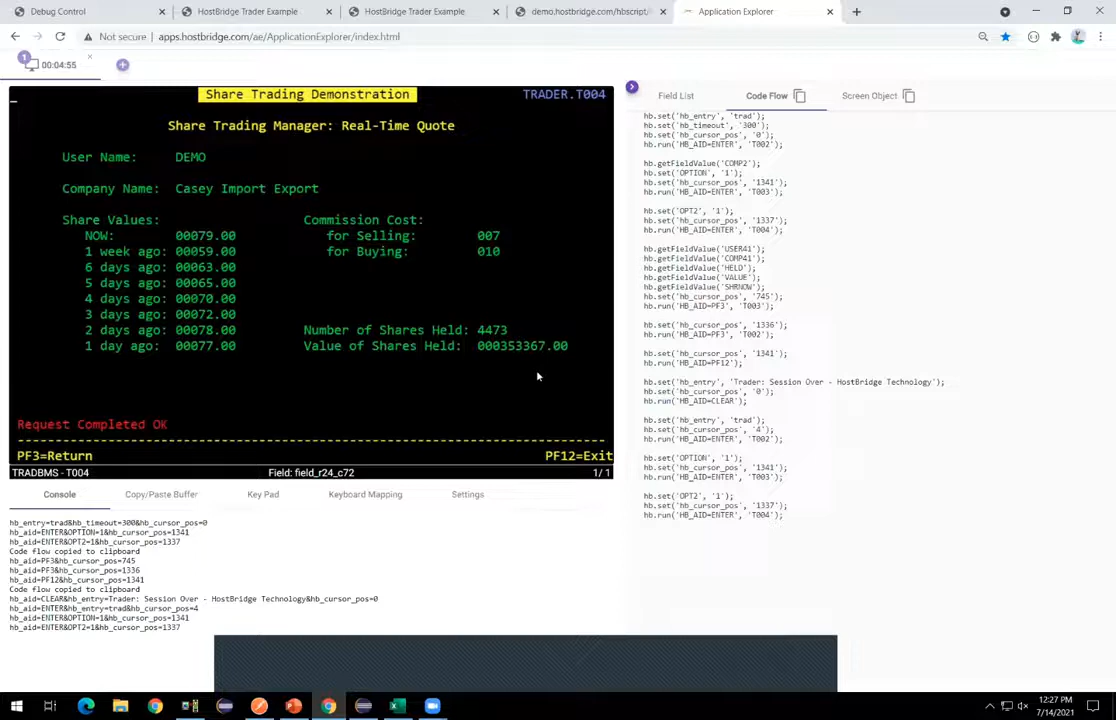 Debug Control
HostBridge Trader Example
HostBridge Trader Example
demo.hostbridge.com/hbscript/
Application Explorer
Not secure | apps.hostbridge.com/ae/ApplicationExplorer/index.html
1
00:04:55
Share Trading Demonstration TRADER.T004
Share Trading Manager: Real-Time Quote
User Name: DEMO
Company Name: Casey Import Export
Share Values: Commission Cost:
NOW: 00079.00 for Selling: 007
1 week ago: 00059.00 for Buying: 010
6 days ago: 00063.00
5 days ago: 00065.00
4 days ago: 00070.00
3 days ago: 00072.00
2 days ago: 00078.00 Number of Shares Held: 4473
1 day ago: 00077.00 Value of Shares Held: 000353367.00
Request Completed OK
PF3=Return PF12=Exit
TRADBMS - T004 Field: field_r24_c72 1/ 1
Console Copy/Paste Buffer Key Pad Keyboard Mapping Settings
hb_entry=trad&hb_timeout=300&hb_cursor_pos=0
hb_aid=ENTER&OPTION=1&hb_cursor_pos=1341
hb_aid=ENTER&OPT2=1&hb_cursor_pos=1337
Code flow copied to clipboard
hb_aid=PF3&hb_cursor_pos=745
hb_aid=PF3&hb_cursor_pos=1336
hb_aid=PF12&hb_cursor_pos=1341
Code flow copied to clipboard
hb_aid=CLEAR&hb_entry=Trader: Session Over - HostBridge Technology&hb_cursor_pos=0
hb_aid=ENTER&hb_entry=trad&hb_cursor_pos=4
hb_aid=ENTER&OPTION=1&hb_cursor_pos=1341
hb_aid=ENTER&OPT2=1&hb_cursor_pos=1337
Field List Code Flow Screen Object
hb.set('hb_entry', 'trad');
hb.set('hb_timeout', '300');
hb.set('hb_cursor_pos', '0');
hb.run('HB_AID=ENTER', 'T002');
hb.getFieldValue('COMP2');
hb.set('OPTION', '1');
hb.set('hb_cursor_pos', '1341');
hb.run('HB_AID=ENTER', 'T003');
hb.set('OPT2', '1');
hb.set('hb_cursor_pos', '1337');
hb.run('HB_AID=ENTER', 'T004');
hb.getFieldValue('USER41');
hb.getFieldValue('COMP41');
hb.getFieldValue('HELD');
hb.getFieldValue('VALUE');
hb.getFieldValue('SHRNOW');
hb.set('hb_cursor_pos', '745');
hb.run('HB_AID=PF3', 'T003');
hb.set('hb_cursor_pos', '1336');
hb.run('HB_AID=PF3', 'T002');
hb.set('hb_cursor_pos', '1341');
hb.run('HB_AID=PF12');
hb.set('hb_entry', 'Trader: Session Over - HostBridge Technology');
hb.set('hb_cursor_pos', '0');
hb.run('HB_AID=CLEAR');
hb.set('hb_entry', 'trad');
hb.set('hb_cursor_pos', '4');
hb.run('HB_AID=ENTER', 'T002');
hb.set('OPTION', '1');
hb.set('hb_cursor_pos', '1341');
hb.run('HB_AID=ENTER', 'T003');
hb.set('OPT2', '1');
hb.set('hb_cursor_pos', '1337');
hb.run('HB_AID=ENTER', 'T004');
12:27 PM
7/14/2021